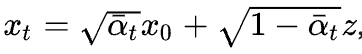 $x_t = \sqrt{\bar{\alpha}_t} x_0 + \sqrt{1 - \bar{\alpha}_t} z,$